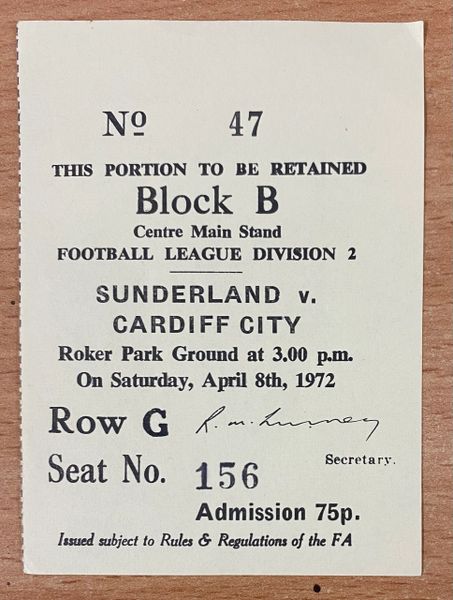 Nº 47
THIS PORTION TO BE RETAINED
Block B
Centre Main Stand
FOOTBALL LEAGUE DIVISION 2
SUNDERLAND v.
CARDIFF CITY
Roker Park Ground at 3.00 p.m.
On Saturday, April 8th, 1972
Row G
Secretary.
Seat No. 156
Admission 75p.
Issued subject to Rules & Regulations of the FA